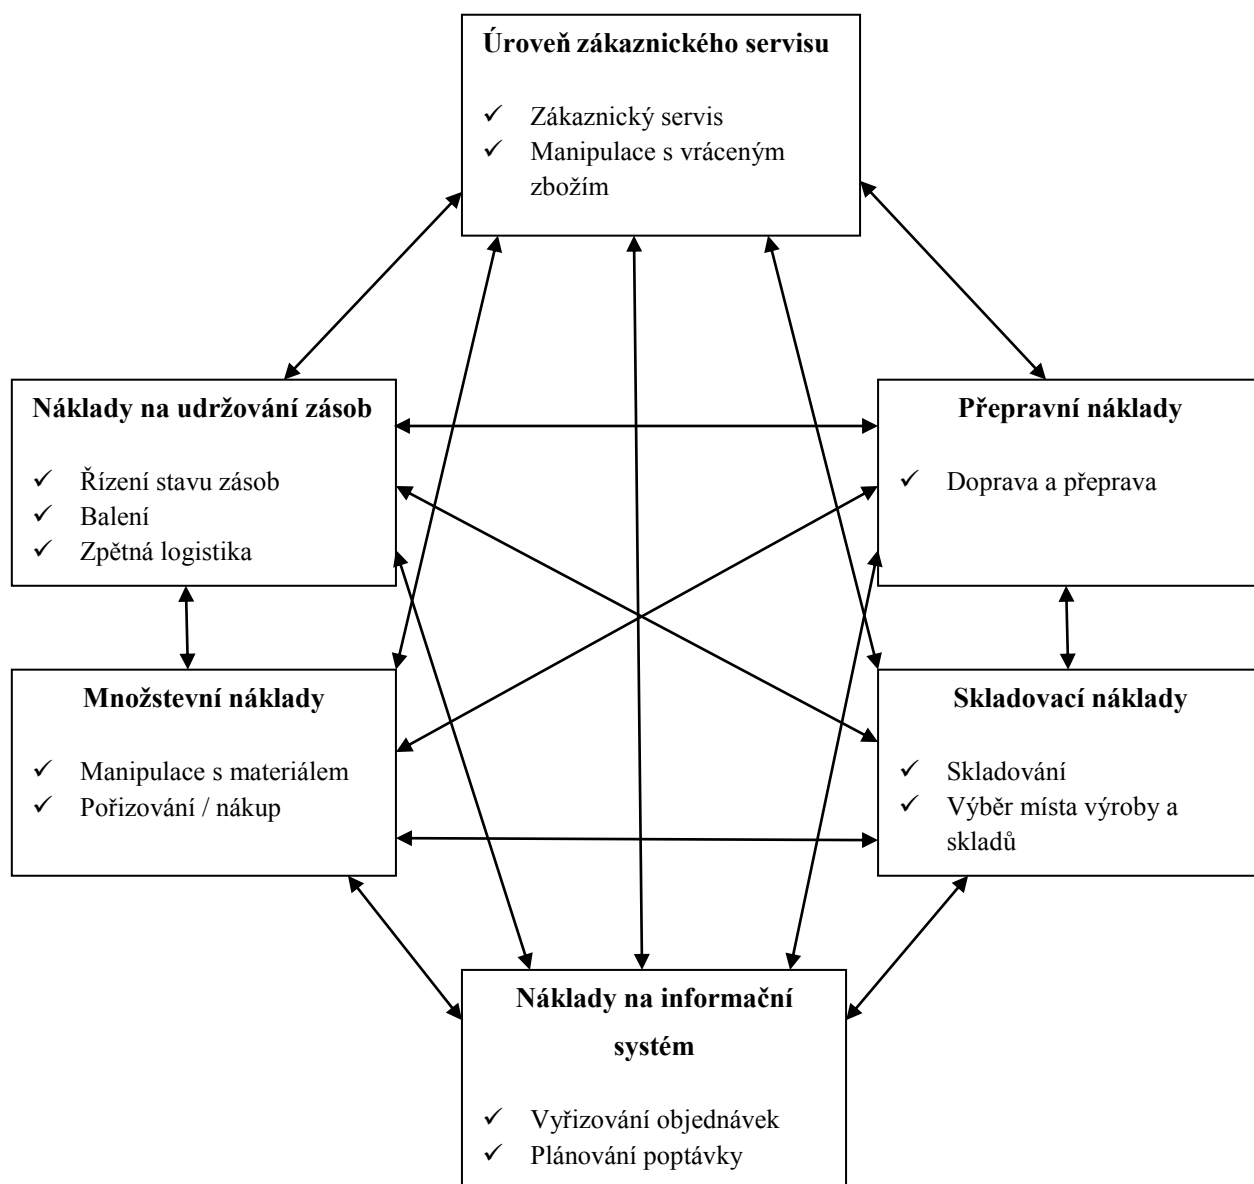 Úroveň zákaznického servisu
✓ Zákaznický servis
✓ Manipulace s vráceným
zbožím
Náklady na udržování zásob
✓ Řízení stavu zásob
✓ Balení
✓ Zpětná logistika
Přepravní náklady
✓ Doprava a přeprava
Množstevní náklady
✓ Manipulace s materiálem
✓ Pořizování / nákup
Skladovací náklady
✓ Skladování
✓ Výběr místa výroby a
skladů
Náklady na informační
systém
✓ Vyřizování objednávek
✓ Plánování poptávky